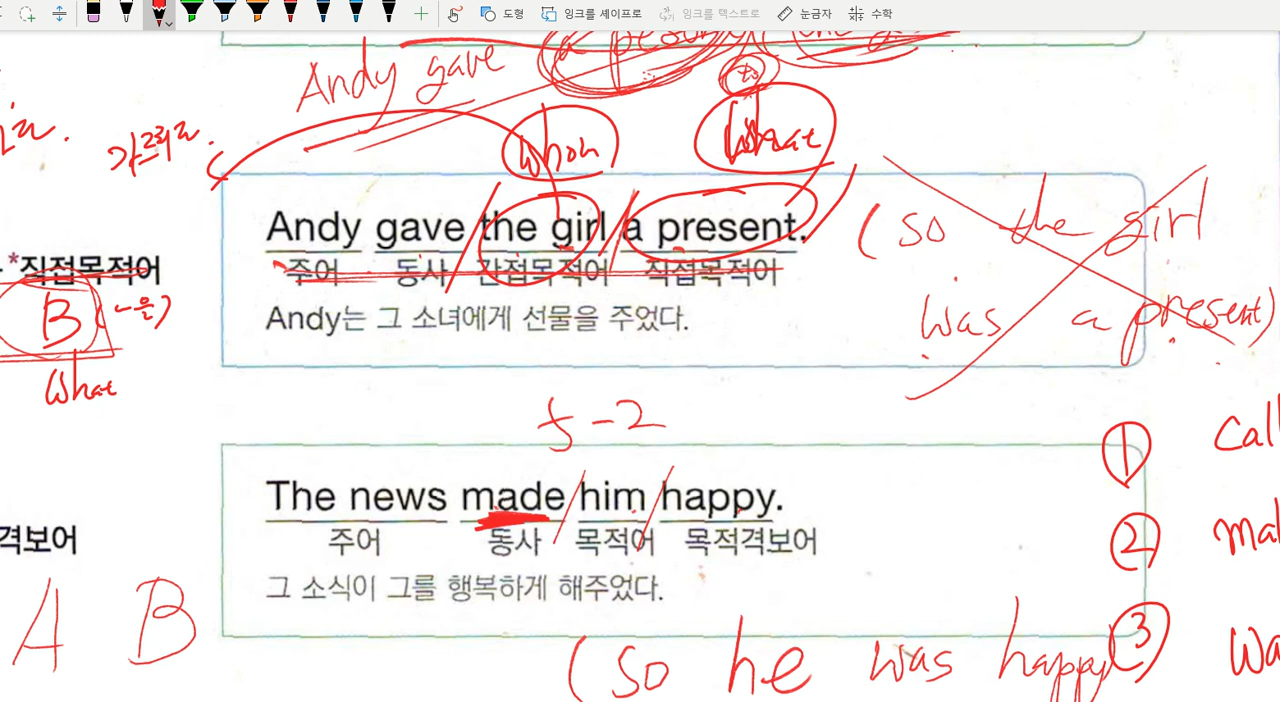 도형 잉크를 셰이프로 잉크를 텍스트로 눈금자 수학
Andy gave
to
가르쳐
whom
what
Andy gave the girl a present.
주어 동사 간접목적어 직접목적어
Andy는 그 소녀에게 선물을 주었다.
(so the girl
was a present)
*직접목적어
B (~을)
what
5-2
① call
The news made him happy.
주어 동사 목적어 목적격보어
그 소식이 그를 행복하게 해주었다.
격보어
②
A B
③
(so he was happy